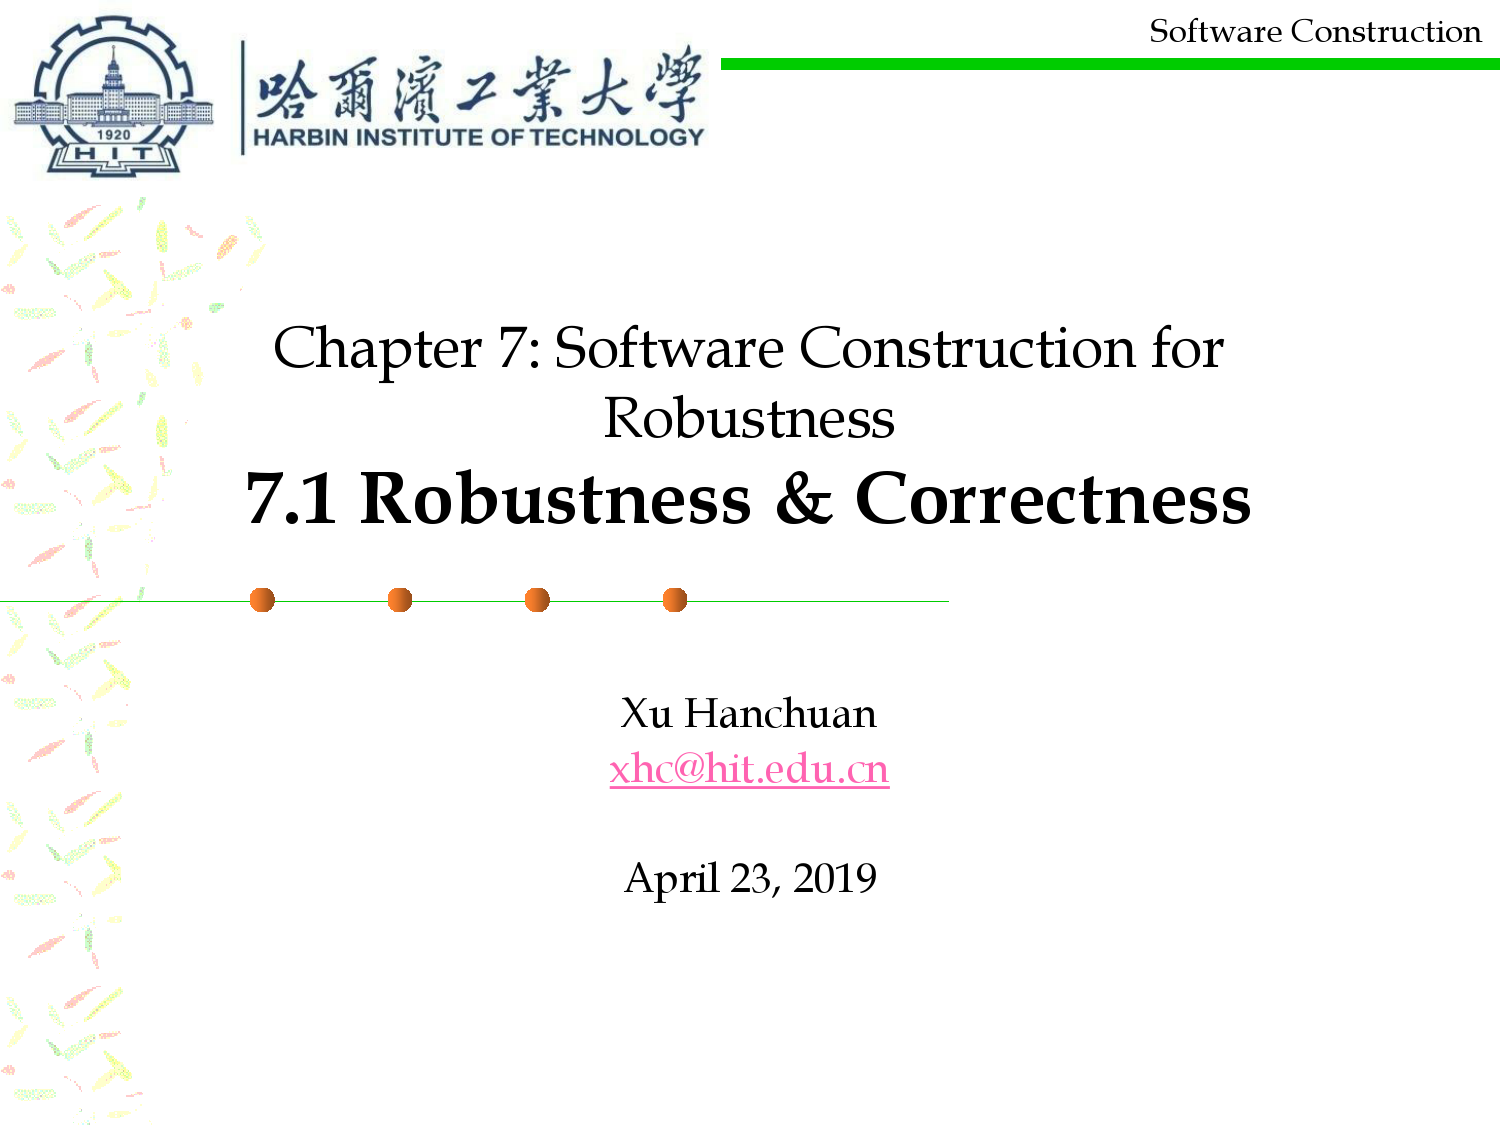 Software Construction
哈爾濱工業大學
HARBIN INSTITUTE OF TECHNOLOGY
1920
HIT
Chapter 7: Software Construction for
Robustness
7.1 Robustness & Correctness
Xu Hanchuan
xhc@hit.edu.cn
April 23, 2019